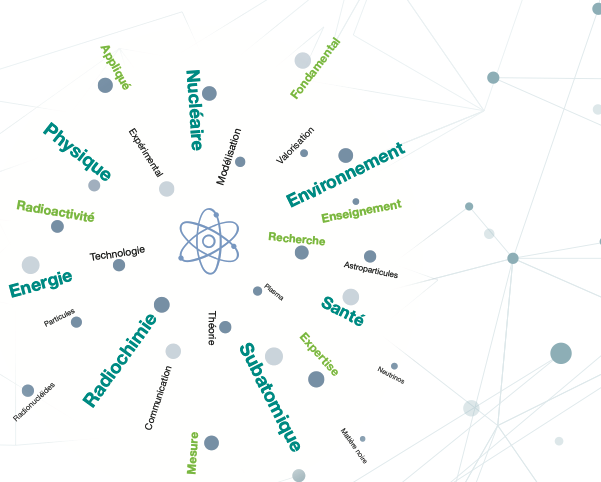 Appliqué
Fondamental
Nucléaire
Physique
Expérimental
Modélisation
Valorisation
Environnement
Radioactivité
Enseignement
Recherche
Technologie
Astroparticules
Energie
Plasma
Santé
Particules
Radiochimie
Théorie
Subatomique
Expertise
Communication
Neutrinos
Radionucléides
Mesure
Matière noire